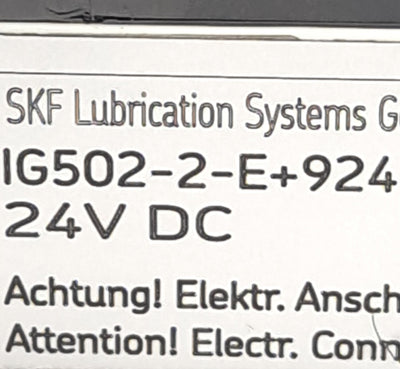 SKF Lubrication Systems G
IG502-2-E+924
24V DC
Achtung! Elektr. Ansch
Attention! Electr. Conn